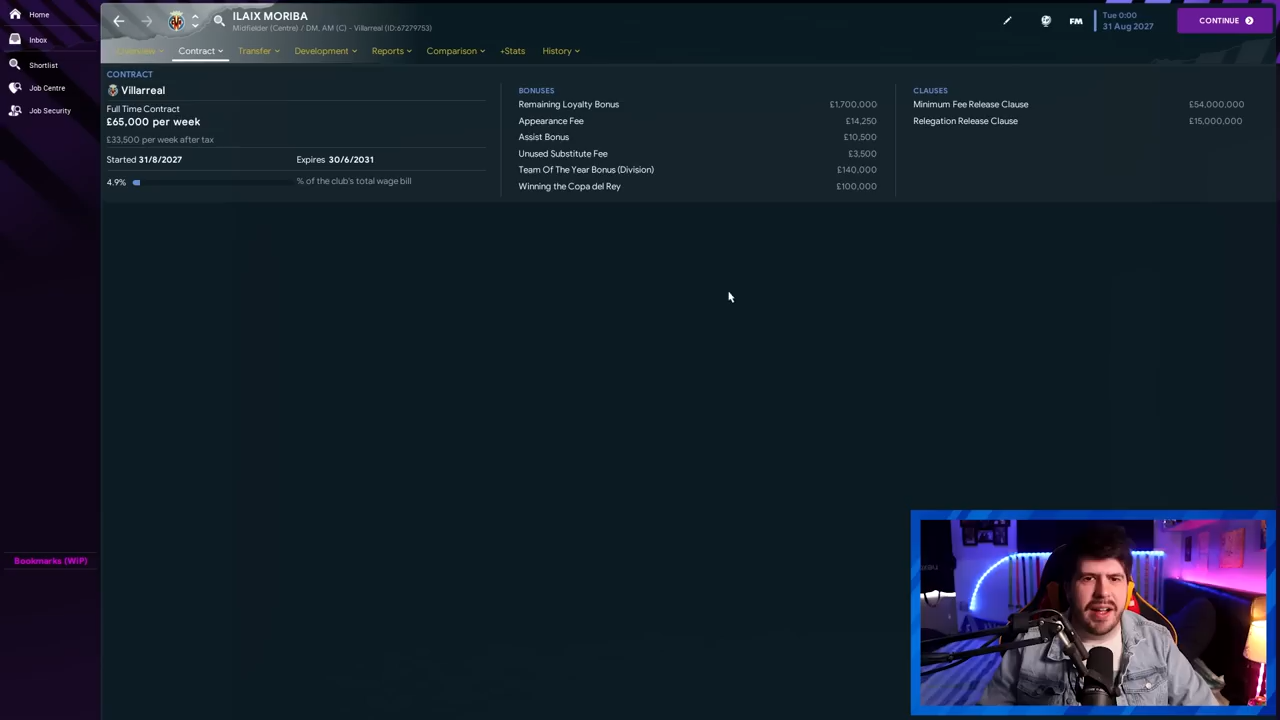 Home
Inbox
Shortlist
Job Centre
Job Security
Bookmarks (WiP)
ILAIX MORIBA
Midfielder (Centre) / DM, AM (C) - Villarreal (ID:67279753)
FM
Tue 0:00
31 Aug 2027
CONTINUE
Overview
Contract
Transfer
Development
Reports
Comparison
+Stats
History
CONTRACT
Villarreal
Full Time Contract
£65,000 per week
£33,500 per week after tax
Started 31/8/2027
Expires 30/6/2031
4.9%
% of the club's total wage bill
BONUSES
Remaining Loyalty Bonus £1,700,000
Appearance Fee £14,250
Assist Bonus £10,500
Unused Substitute Fee £3,500
Team Of The Year Bonus (Division) £140,000
Winning the Copa del Rey £100,000
CLAUSES
Minimum Fee Release Clause £54,000,000
Relegation Release Clause £15,000,000